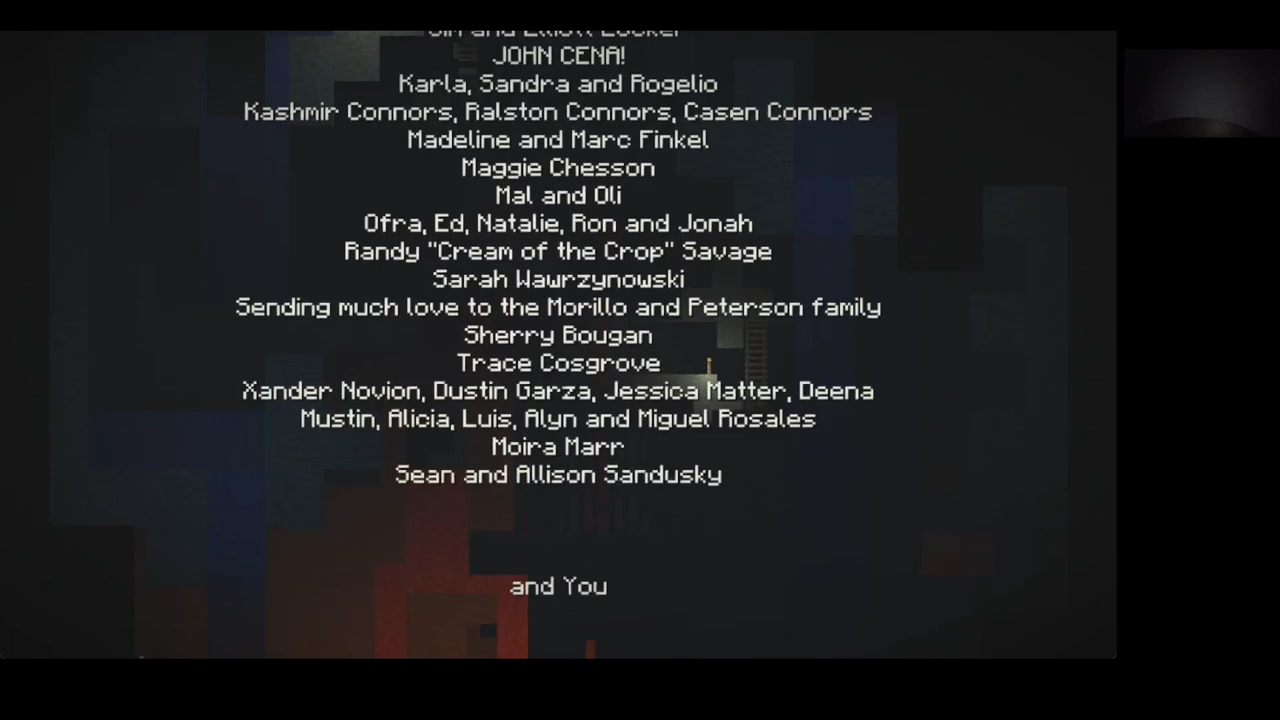 JOHN CENA!
Karla, Sandra and Rogelio
Kashmir Connors, Ralston Connors, Casen Connors
Madeline and Marc Finkel
Maggie Chesson
Mal and Oli
Ofra, Ed, Natalie, Ron and Jonah
Randy "Cream of the Crop" Savage
Sarah Wawrzynowski
Sending much love to the Morillo and Peterson family
Sherry Bougan
Trace Cosgrove
Xander Novion, Dustin Garza, Jessica Matter, Deena
Mustin, Alicia, Luis, Alyn and Miguel Rosales
Moira Marr
Sean and Allison Sandusky
and You